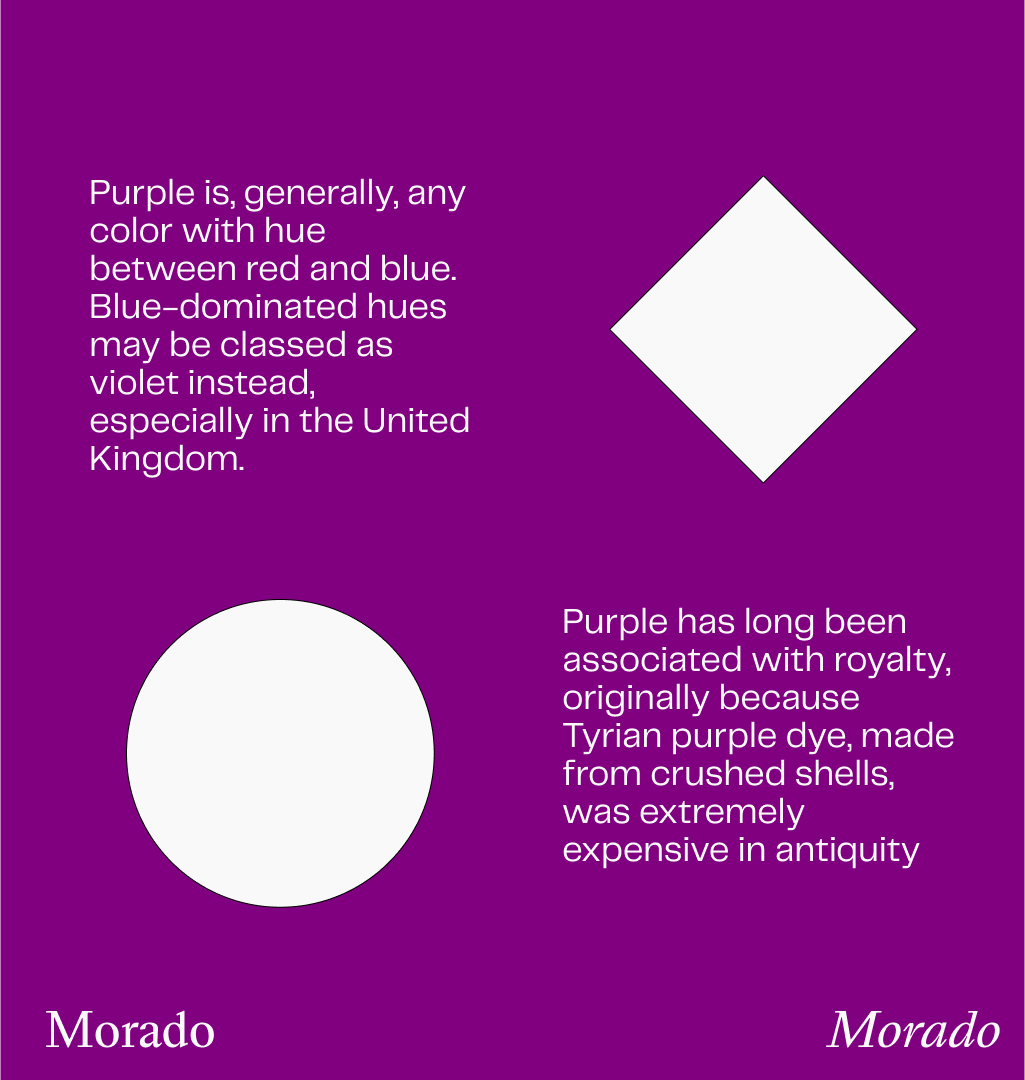 Purple is, generally, any
color with hue
between red and blue.
Blue-dominated hues
may be classed as
violet instead,
especially in the United
Kingdom.
Purple has long been
associated with royalty,
originally because
Tyrian purple dye, made
from crushed shells,
was extremely
expensive in antiquity
Morado
Morado